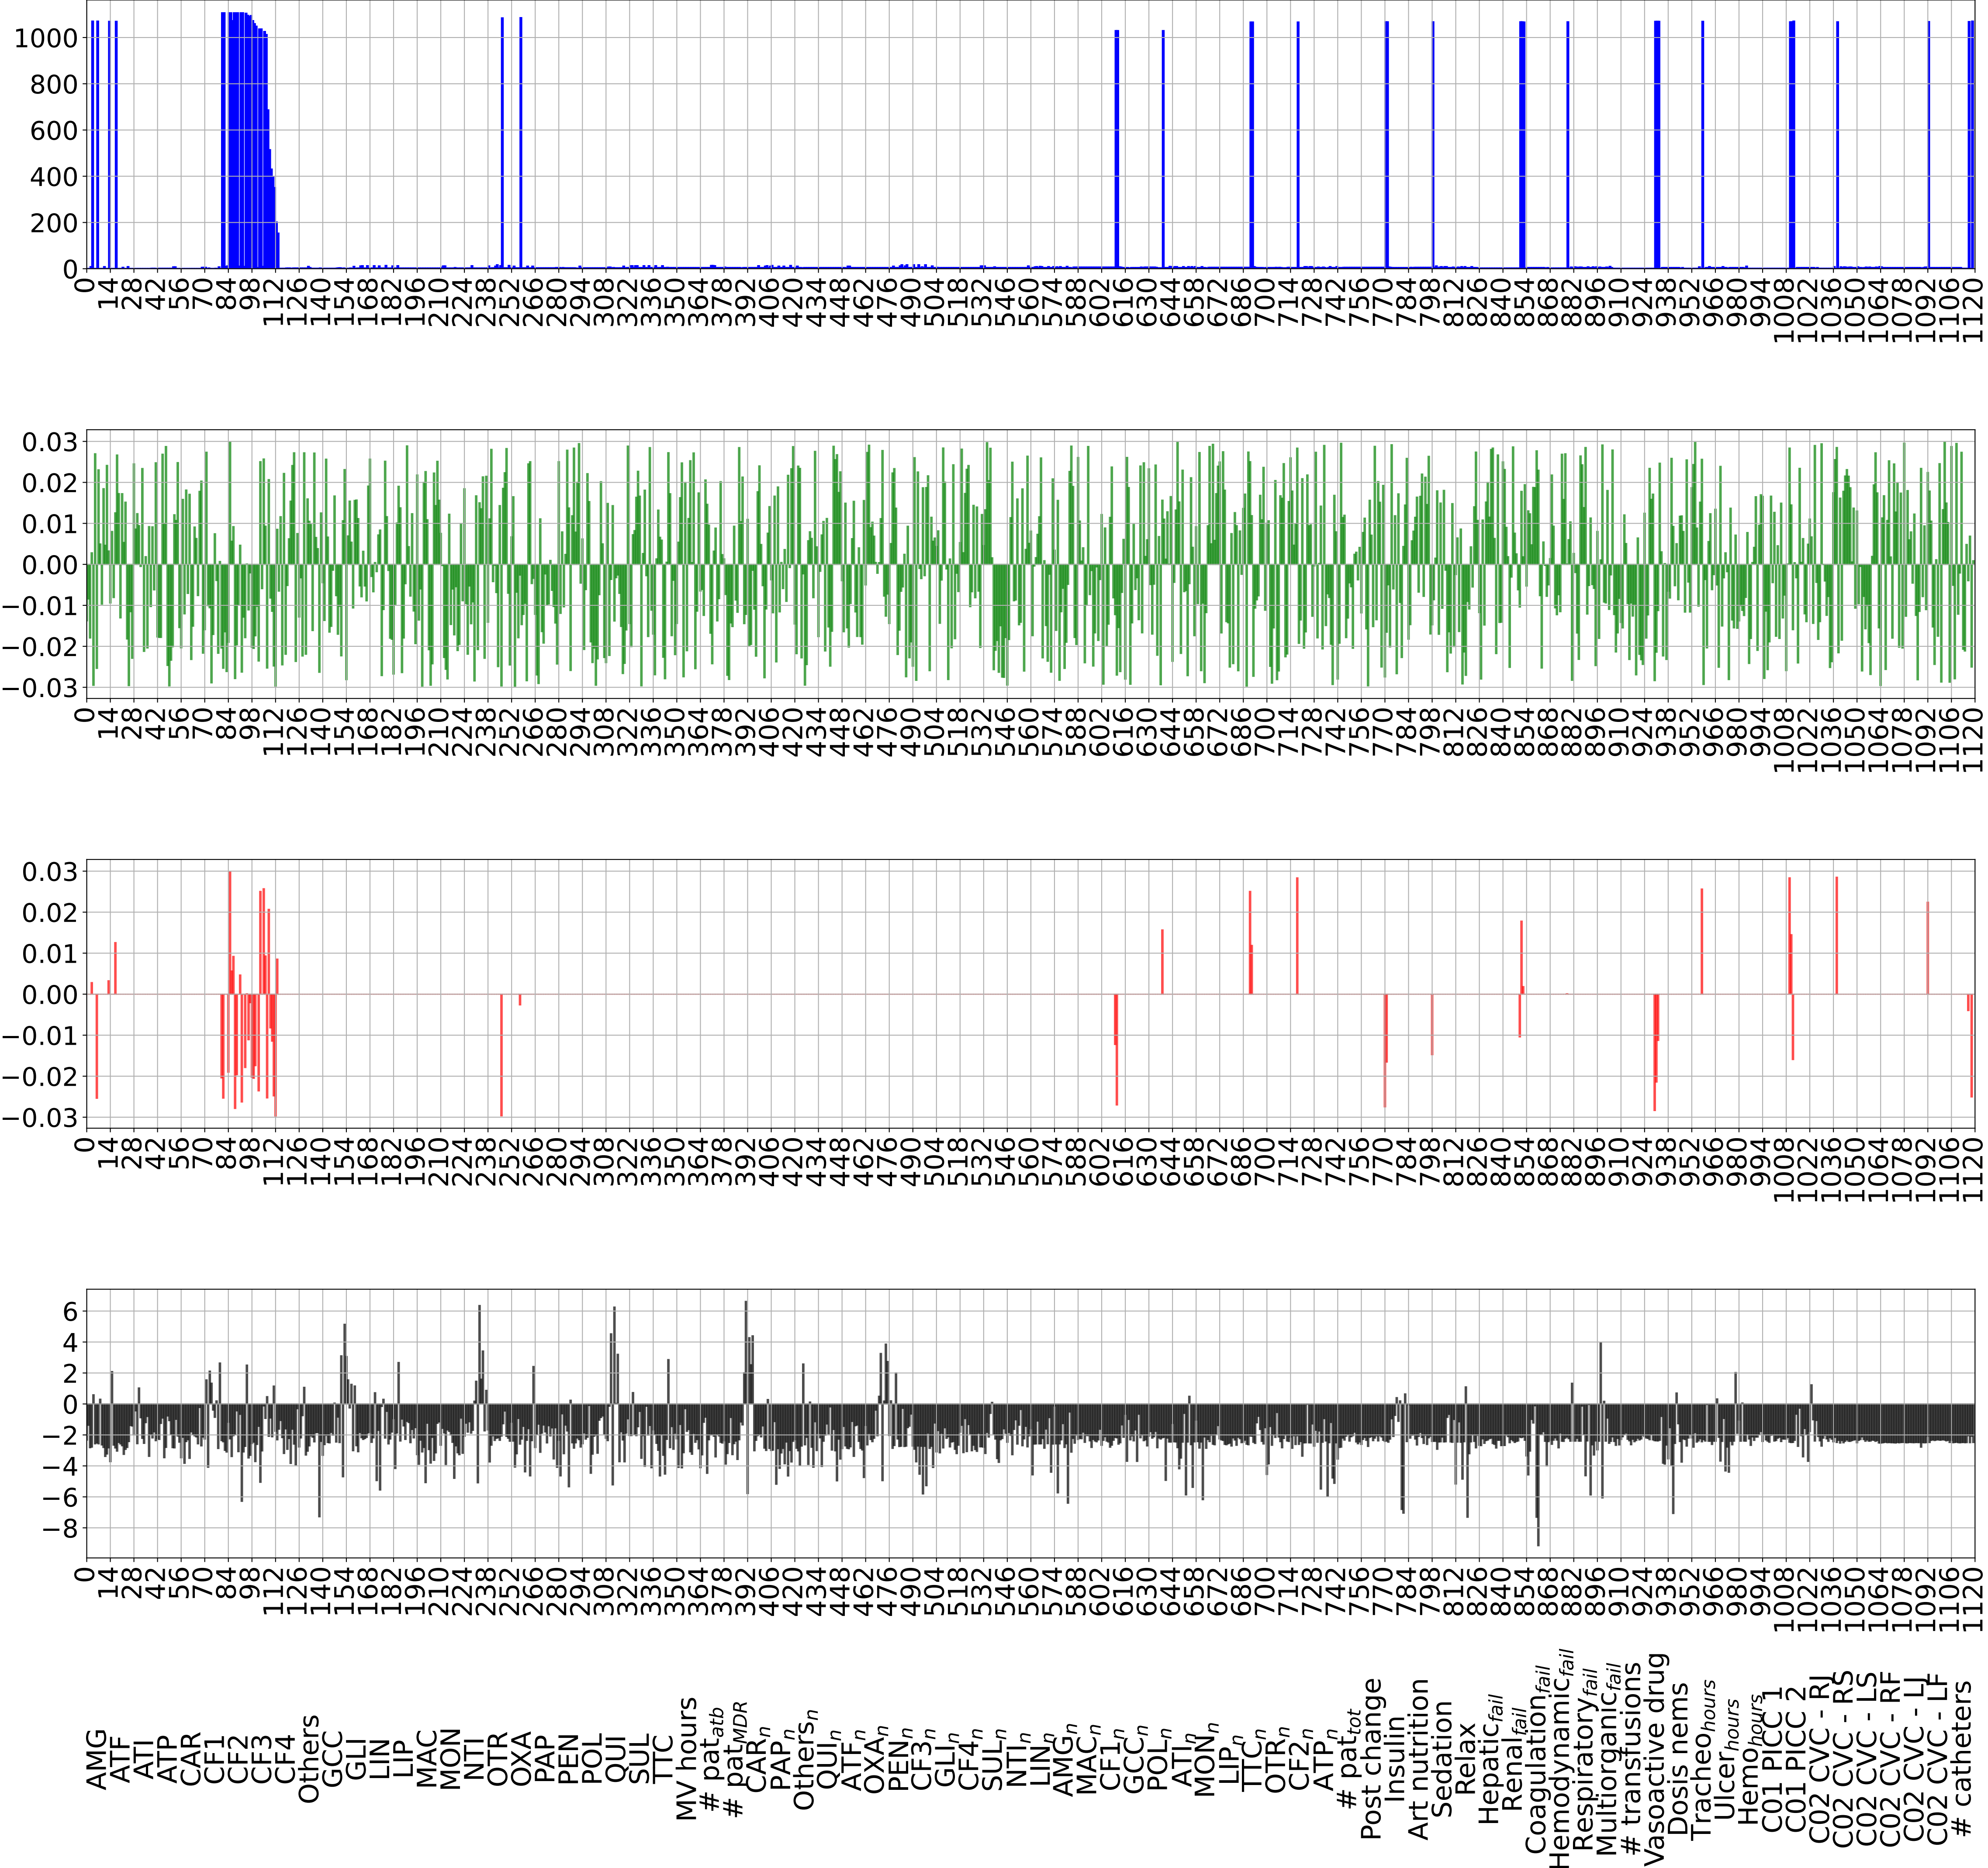 1000
800
600
400
200
0
0 14 28 42 56 70 84 98 112 126 140 154 168 182 196 210 224 238 252 266 280 294 308 322 336 350 364 378 392 406 420 434 448 462 476 490 504 518 532 546 560 574 588 602 616 630 644 658 672 686 700 714 728 742 756 770 784 798 812 826 840 854 868 882 896 910 924 938 952 966 980 994 1008 1022 1036 1050 1064 1078 1092 1106 1120
0.03
0.02
0.01
0.00
−0.01
−0.02
−0.03
0 14 28 42 56 70 84 98 112 126 140 154 168 182 196 210 224 238 252 266 280 294 308 322 336 350 364 378 392 406 420 434 448 462 476 490 504 518 532 546 560 574 588 602 616 630 644 658 672 686 700 714 728 742 756 770 784 798 812 826 840 854 868 882 896 910 924 938 952 966 980 994 1008 1022 1036 1050 1064 1078 1092 1106 1120
0.03
0.02
0.01
0.00
−0.01
−0.02
−0.03
0 14 28 42 56 70 84 98 112 126 140 154 168 182 196 210 224 238 252 266 280 294 308 322 336 350 364 378 392 406 420 434 448 462 476 490 504 518 532 546 560 574 588 602 616 630 644 658 672 686 700 714 728 742 756 770 784 798 812 826 840 854 868 882 896 910 924 938 952 966 980 994 1008 1022 1036 1050 1064 1078 1092 1106 1120
6
4
2
0
−2
−4
−6
−8
0 14 28 42 56 70 84 98 112 126 140 154 168 182 196 210 224 238 252 266 280 294 308 322 336 350 364 378 392 406 420 434 448 462 476 490 504 518 532 546 560 574 588 602 616 630 644 658 672 686 700 714 728 742 756 770 784 798 812 826 840 854 868 882 896 910 924 938 952 966 980 994 1008 1022 1036 1050 1064 1078 1092 1106 1120
AMG
ATF
ATI
ATP
CAR
CF1
CF2
CF3
CF4
Others
GCC
GLI
LIN
LIP
MAC
MON
NTI
OTR
OXA
PAP
PEN
POL
QUI
SUL
TTC
MV hours
# pat_atb
# pat_MDR
CAR_n
PAP_n
Others_n
QUI_n
ATF_n
OXA_n
PEN_n
CF3_n
GLI_n
CF4_n
SUL_n
NTI_n
LIN_n
AMG_n
MAC_n
CF1_n
GCC_n
POL_n
ATI_n
MON_n
LIP_n
TTC_n
OTR_n
CF2_n
ATP_n
# pat_tot
Post change
Insulin
Art nutrition
Sedation
Relax
Hepatic_fail
Renal_fail
Coagulation_fail
Hemodynamic_fail
Respiratory_fail
Multiorganic_fail
# transfusions
Vasoactive drug
Dosis nems
Tracheo_hours
Ulcer_hours
Hemo_hours
C01 PICC 1
C01 PICC 2
C02 CVC - RJ
C02 CVC - RS
C02 CVC - LS
C02 CVC - RF
C02 CVC - LJ
C02 CVC - LF
# catheters